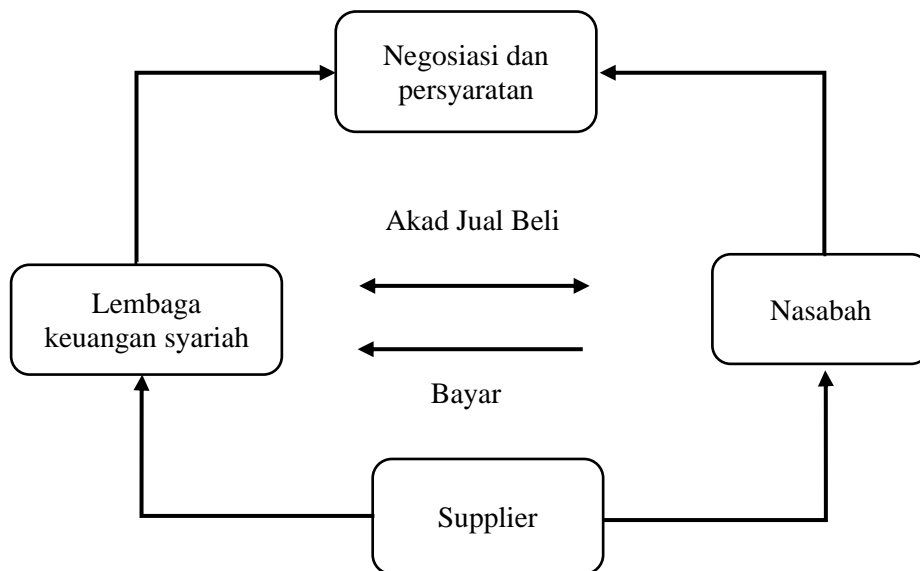 Negosiasi dan
persyaratan
Akad Jual Beli
Lembaga
keuangan syariah
Nasabah
Bayar
Supplier